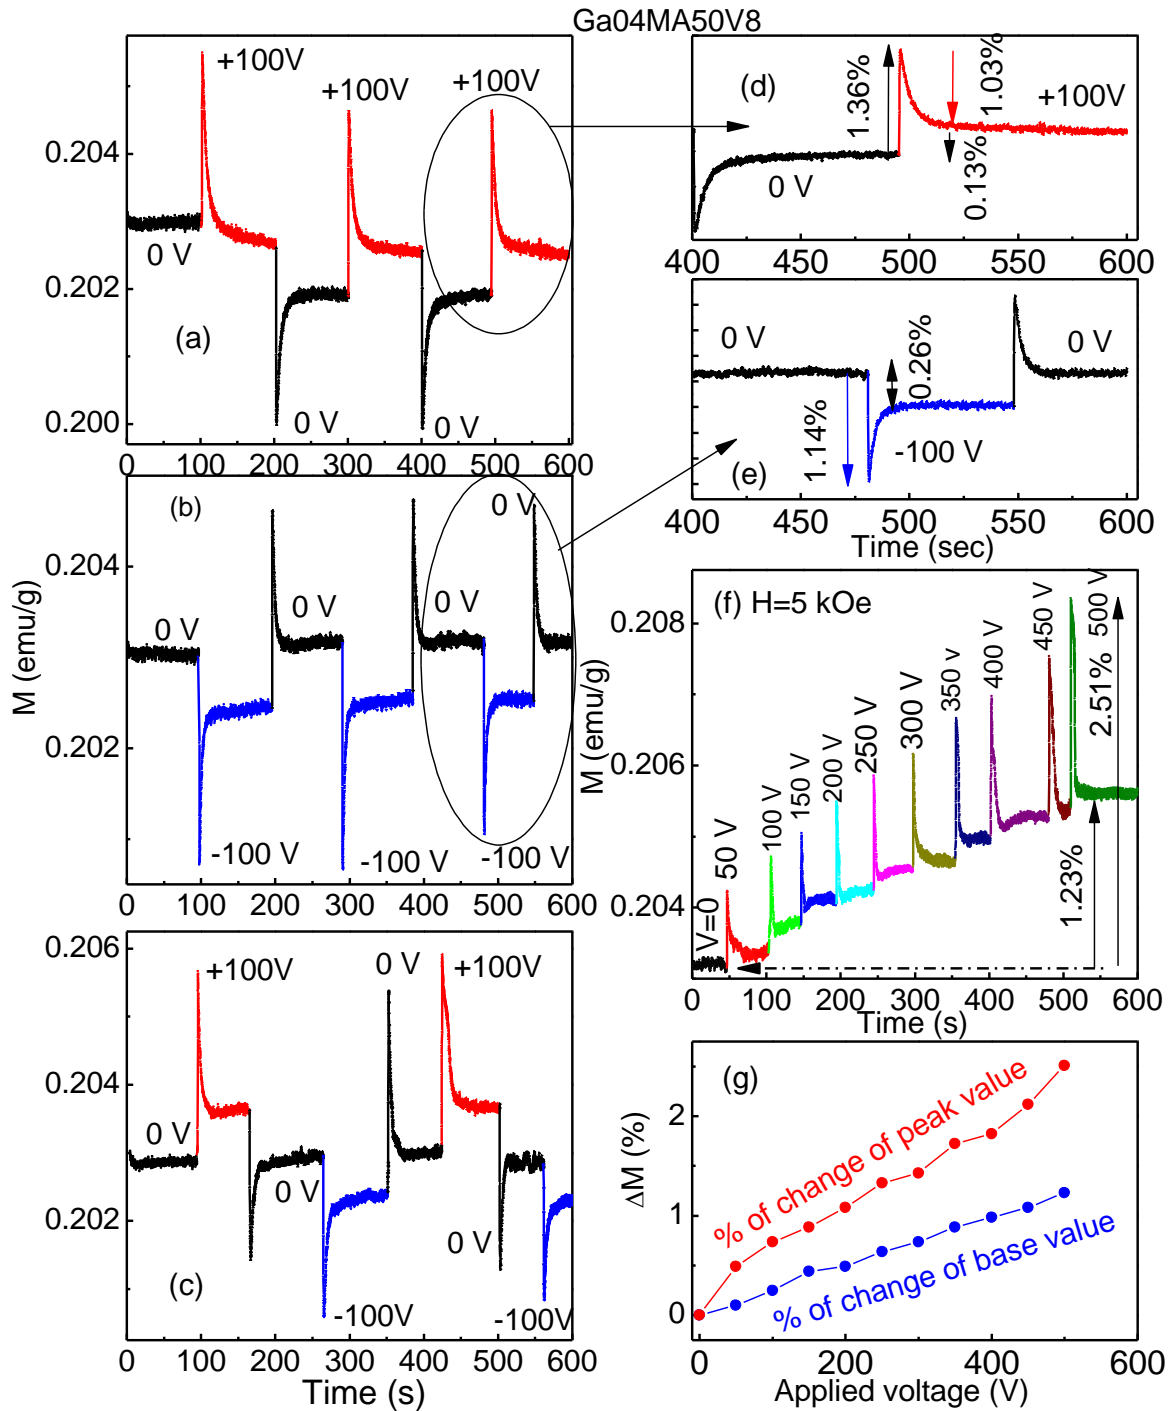 Ga04MA50V8
+100V
+100V
+100V
0.204
0 V
0.202
(a)
0.200
0 V
0 V
0 100 200 300 400 500 600
(d)
1.36%
1.03%
+100V
0 V
0.13%
400 450 500 550 600
0 V
0.26%
0 V
1.14%
-100 V
(e)
400 450 500 550 600
Time (sec)
(b)
0 V
0.204
0 V
0 V
0 V
0.202
-100 V
-100 V
-100 V
0 100 200 300 400 500 600
M (emu/g)
M (emu/g)
(f) H=5 kOe
0.208
0.206
0.204
V=0
50 V
100 V
150 V
200 V
250 V
300 V
350 v
400 V
450 V
500 V
2.51%
1.23%
0 100 200 300 400 500 600
Time (s)
0.206
+100V
0 V
+100V
0.204
0 V
0 V
0.202
0 V
(c)
-100V
-100V
0 100 200 300 400 500 600
Time (s)
(g)
2
1
0
ΔM (%)
% of change of peak value
% of change of base value
0 200 400 600
Applied voltage (V)